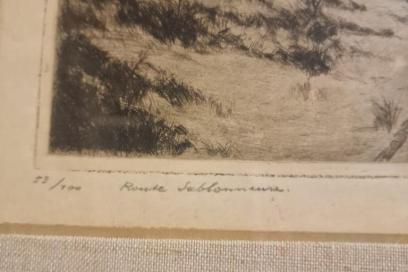 53/100 Route Sablonneuse.